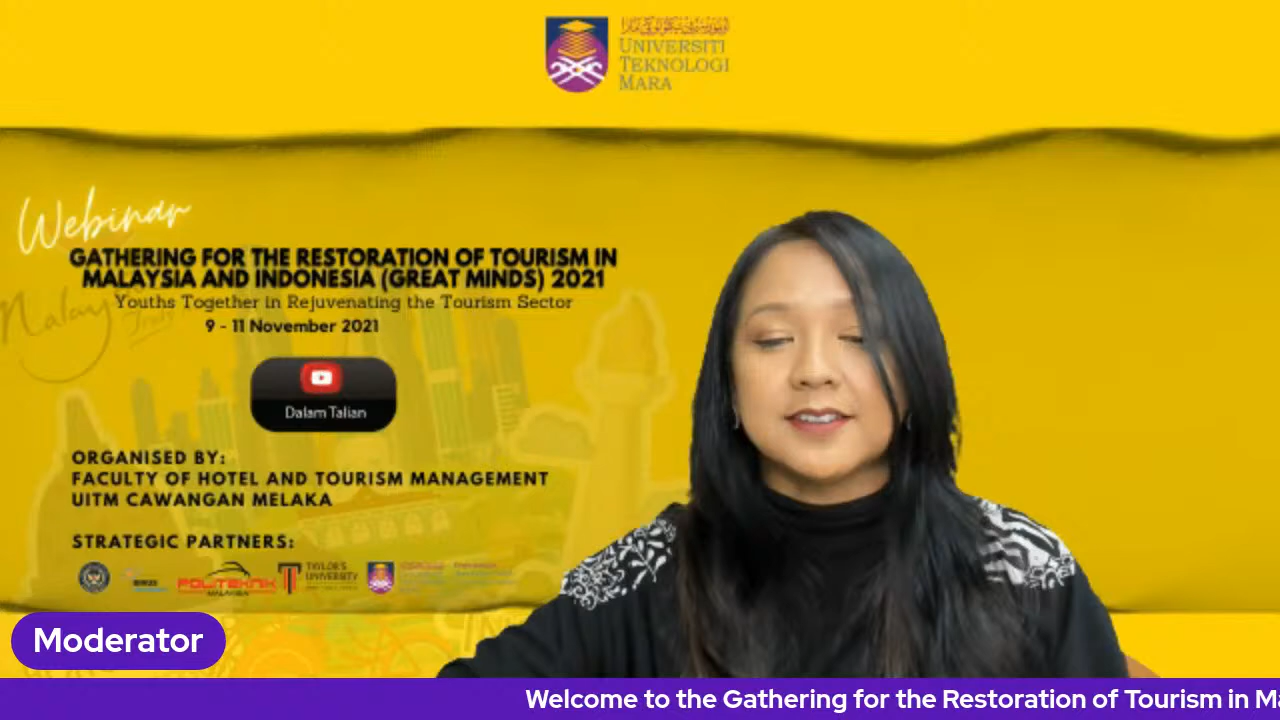 UNIVERSITI
TEKNOLOGI
MARA
Webinar
GATHERING FOR THE RESTORATION OF TOURISM IN
MALAYSIA AND INDONESIA (GREAT MINDS) 2021
Youths Together in Rejuvenating the Tourism Sector
9 - 11 November 2021
Dalam Talian
ORGANISED BY:
FACULTY OF HOTEL AND TOURISM MANAGEMENT
UITM CAWANGAN MELAKA
STRATEGIC PARTNERS:
POLITEKNIK
MALAYSIA
TAYLOR'S
UNIVERSITY
Moderator
Welcome to the Gathering for the Restoration of Tourism in Ma